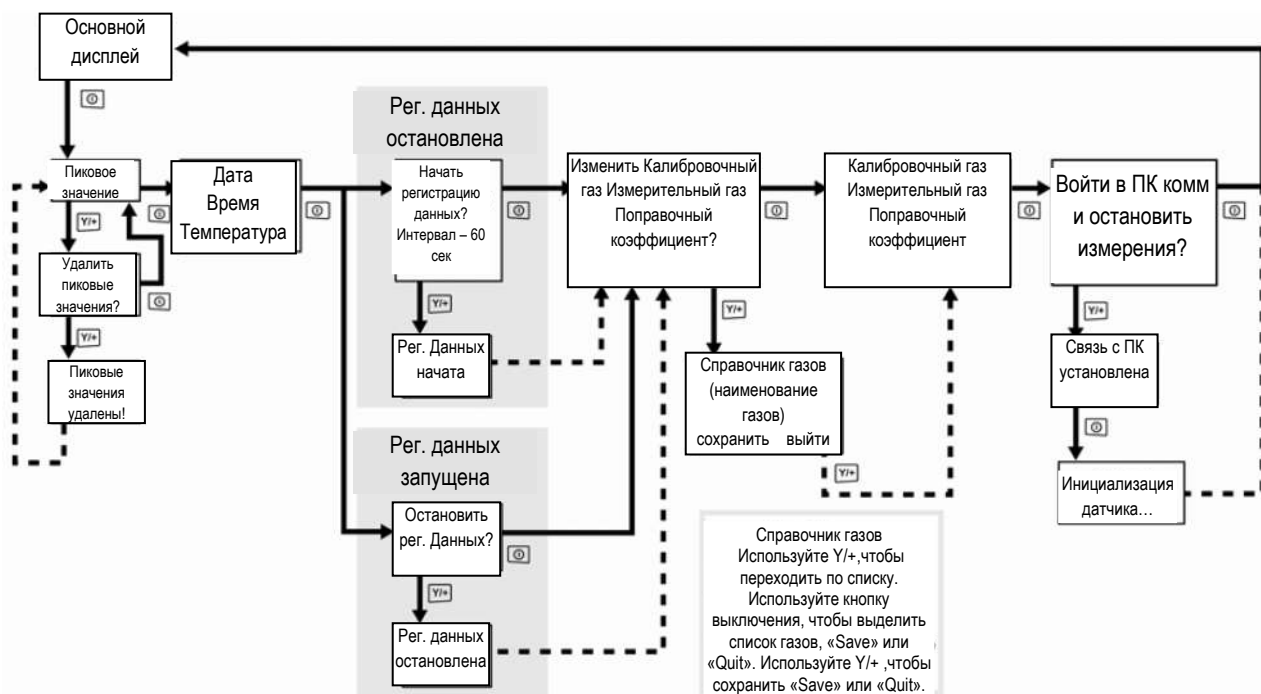 Основной
дисплей
Пиковое
значение
Y/+
Удалить
пиковые
значения?
Y/+
Пиковые
значения
удалены!
Дата
Время
Температура
Рег. данных
остановлена
Начать
регистрацию
данных?
Интервал – 60
сек
Y/+
Рег. Данных
начата
Рег. данных
запущена
Остановить
рег. Данных?
Y/+
Рег. данных
остановлена
Изменить Калибровочный
газ Измерительный газ
Поправочный
коэффициент?
Y/+
Справочник газов
(наименование
газов)
сохранить выйти
Y/+
Калибровочный газ
Измерительный газ
Поправочный
коэффициент
Войти в ПК комм
и остановить
измерения?
Y/+
Связь с ПК
установлена
Инициализация
датчика…
Справочник газов
Используйте Y/+,чтобы
переходить по списку.
Используйте кнопку
выключения, чтобы выделить
список газов, «Save» или
«Quit». Используйте Y/+ ,чтобы
сохранить «Save» или «Quit».